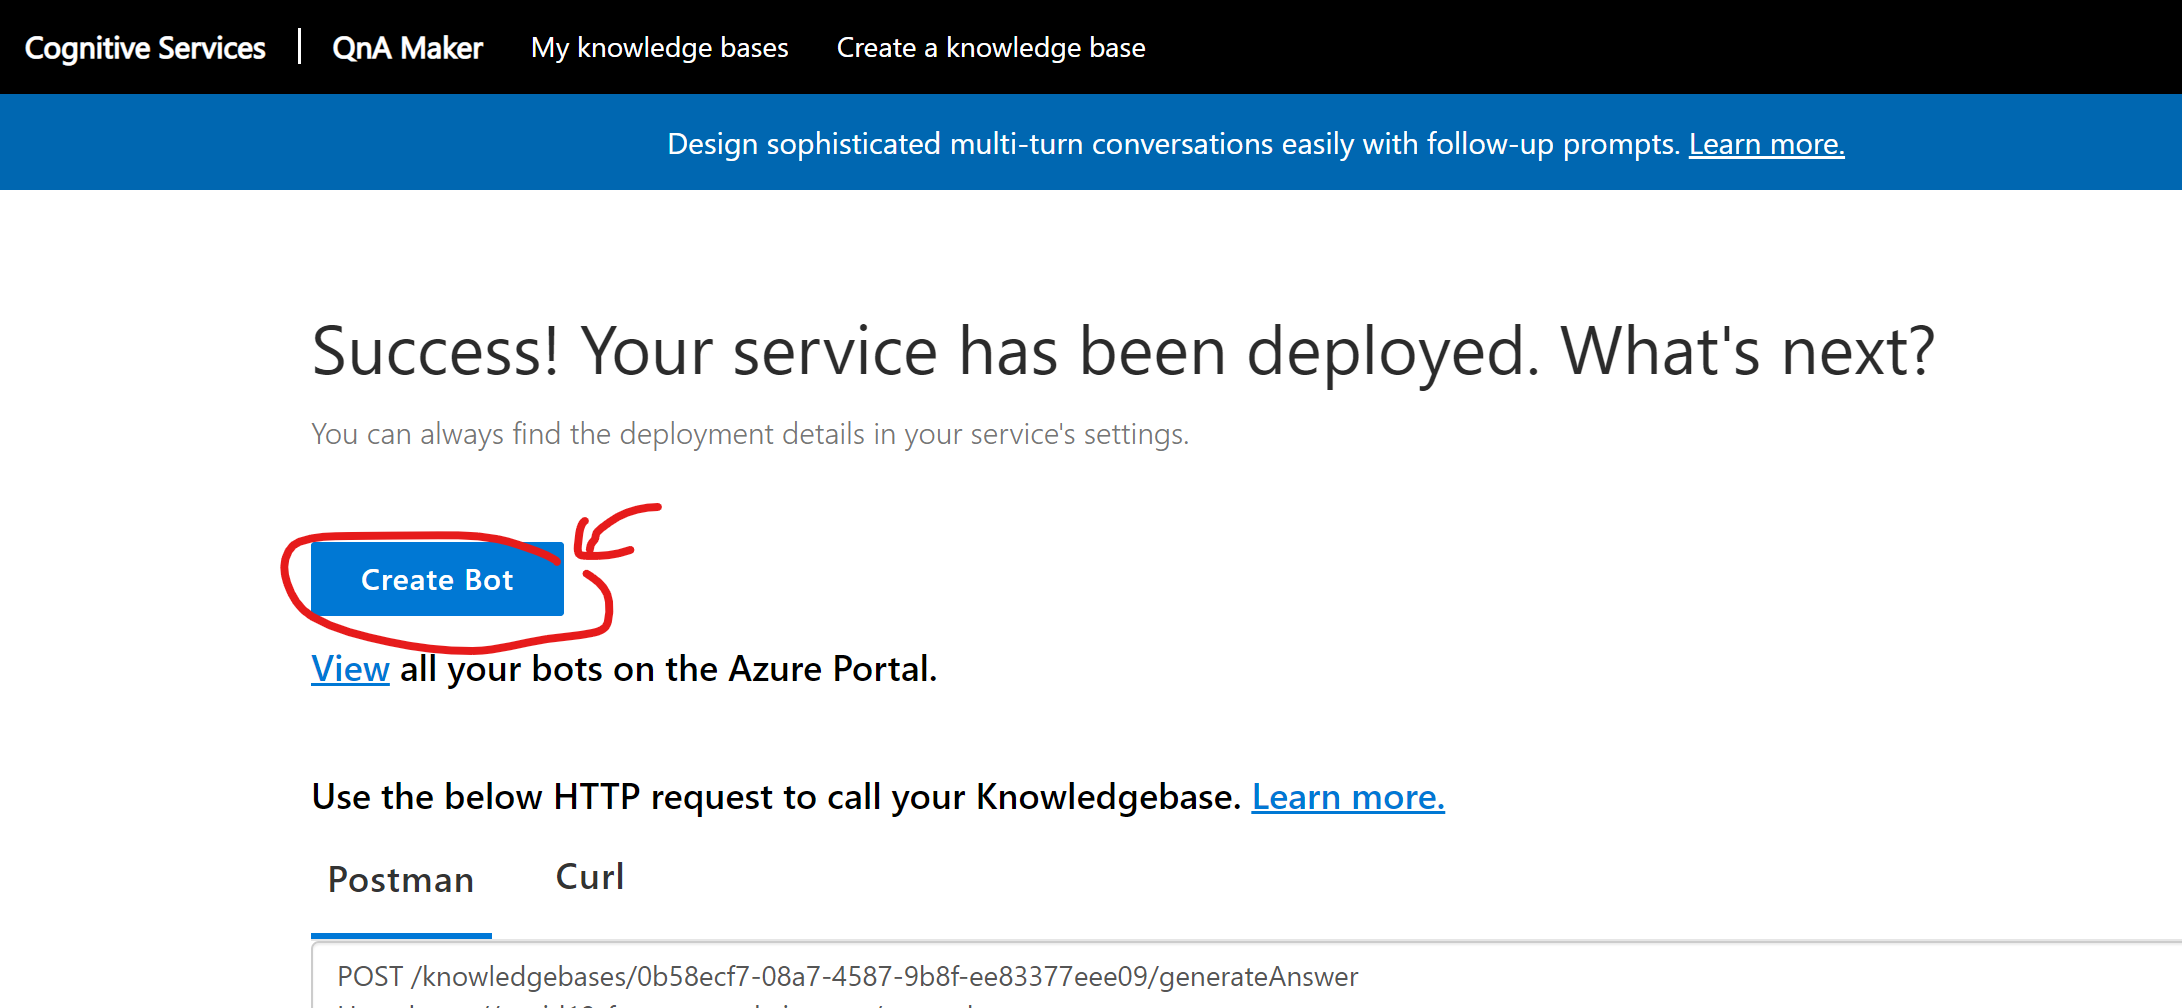 Cognitive Services | QnA Maker My knowledge bases Create a knowledge base
Design sophisticated multi-turn conversations easily with follow-up prompts. Learn more.
Success! Your service has been deployed. What's next?
You can always find the deployment details in your service's settings.
Create Bot
View all your bots on the Azure Portal.
Use the below HTTP request to call your Knowledgebase. Learn more.
Postman Curl
POST /knowledgebases/0b58ecf7-08a7-4587-9b8f-ee83377eee09/generateAnswer